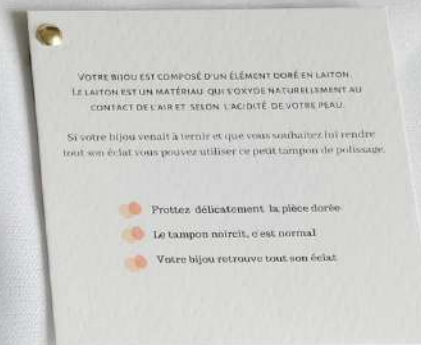 VOTRE BIJOU EST COMPOSÉ D'UN ÉLÉMENT DORÉ EN LAITON.
LE LAITON EST UN MATÉRIAU QUI S'OXYDE NATURELLEMENT AU
CONTACT DE L'AIR ET SELON L'ACIDITÉ DE VOTRE PEAU.
Si votre bijou venait à ternir et que vous souhaitez lui rendre
tout son éclat vous pouvez utiliser ce petit tampon de polissage.
Frottez délicatement la pièce dorée
Le tampon noircit, c'est normal
Votre bijou retrouve tout son éclat